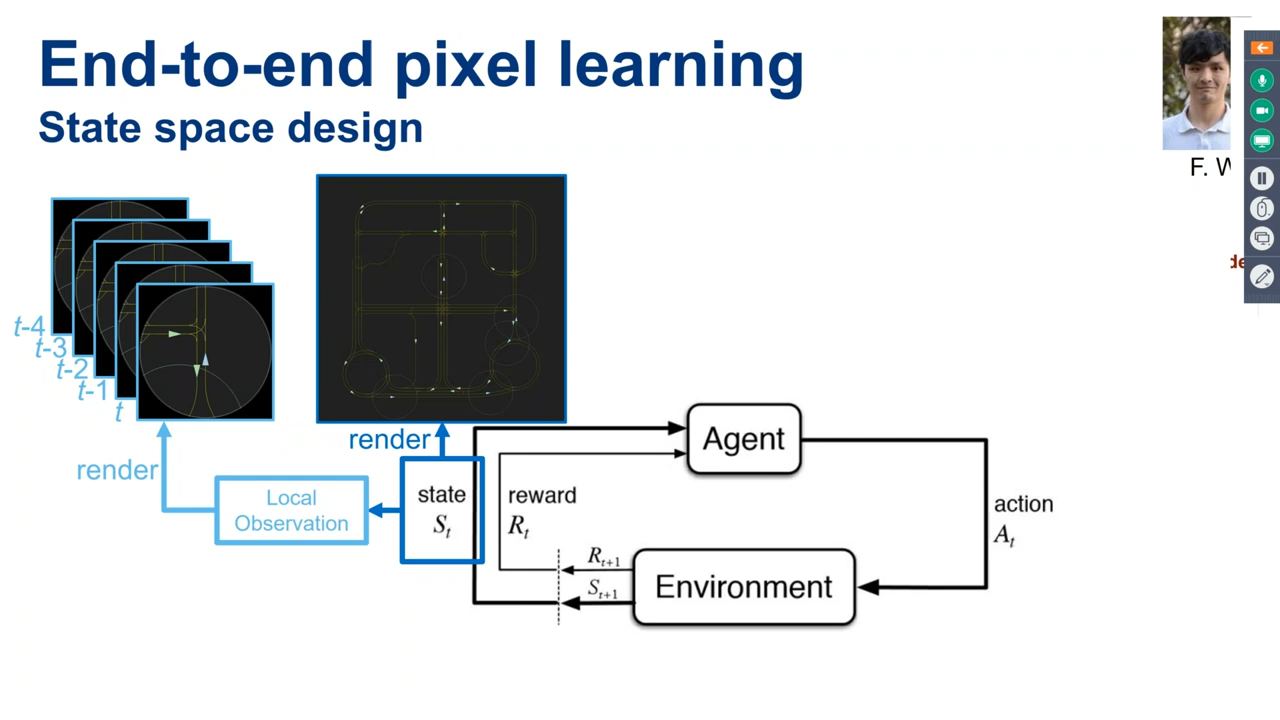 End-to-end pixel learning
State space design
F. W
de
t-4
t-3
t-2
t-1
t
render
render
Local
Observation
state
S_t
reward
R_t
R_{t+1}
S_{t+1}
Agent
Environment
action
A_t